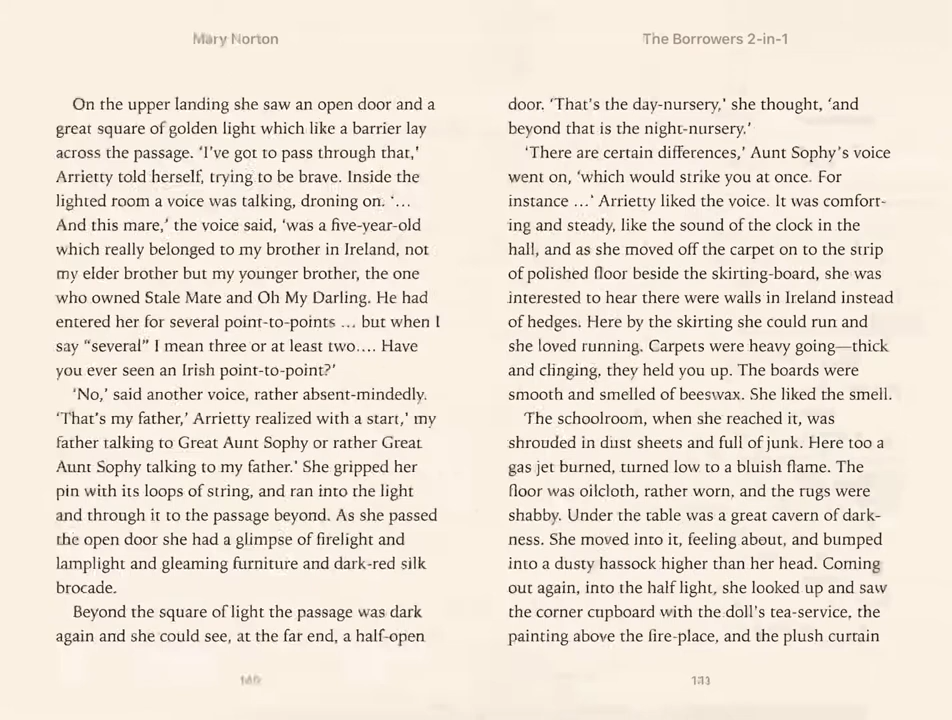 Mary Norton
On the upper landing she saw an open door and a
great square of golden light which like a barrier lay
across the passage. 'I've got to pass through that,'
Arrietty told herself, trying to be brave. Inside the
lighted room a voice was talking, droning on. '...
And this mare,' the voice said, 'was a five-year-old
which really belonged to my brother in Ireland, not
my elder brother but my younger brother, the one
who owned Stale Mare and Oh My Darling. He had
entered her for several point-to-points ... but when I
say “several” I mean three or at least two.... Have
you ever seen an Irish point-to-point?'
'No,' said another voice, rather absent-mindedly.
'That's my father,' Arrietty realized with a start,' my
father talking to Great Aunt Sophy or rather Great
Aunt Sophy talking to my father.' She gripped her
pin with its loops of string, and ran into the light
and through it to the passage beyond. As she passed
the open door she had a glimpse of firelight and
lamplight and gleaming furniture and dark-red silk
brocade.
Beyond the square of light the passage was dark
again and she could see, at the far end, a half-open
The Borrowers 2-in-1
door. 'That's the day-nursery,' she thought, 'and
beyond that is the night-nursery.'
'There are certain differences,' Aunt Sophy's voice
went on, 'which would strike you at once. For
instance ...' Arrietty liked the voice. It was comfort-
ing and steady, like the sound of the clock in the
hall, and as she moved off the carpet on to the strip
of polished floor beside the skirting-board, she was
interested to hear there were walls in Ireland instead
of hedges. Here by the skirting she could run and
she loved running. Carpets were heavy going—thick
and clinging, they held you up. The boards were
smooth and smelled of beeswax. She liked the smell.
The schoolroom, when she reached it, was
shrouded in dust sheets and full of junk. Here too a
gas jet burned, turned low to a bluish flame. The
floor was oilcloth, rather worn, and the rugs were
shabby. Under the table was a great cavern of dark-
ness. She moved into it, feeling about, and bumped
into a dusty hassock higher than her head. Coming
out again, into the half light, she looked up and saw
the corner cupboard with the doll's tea-service, the
painting above the fire-place, and the plush curtain